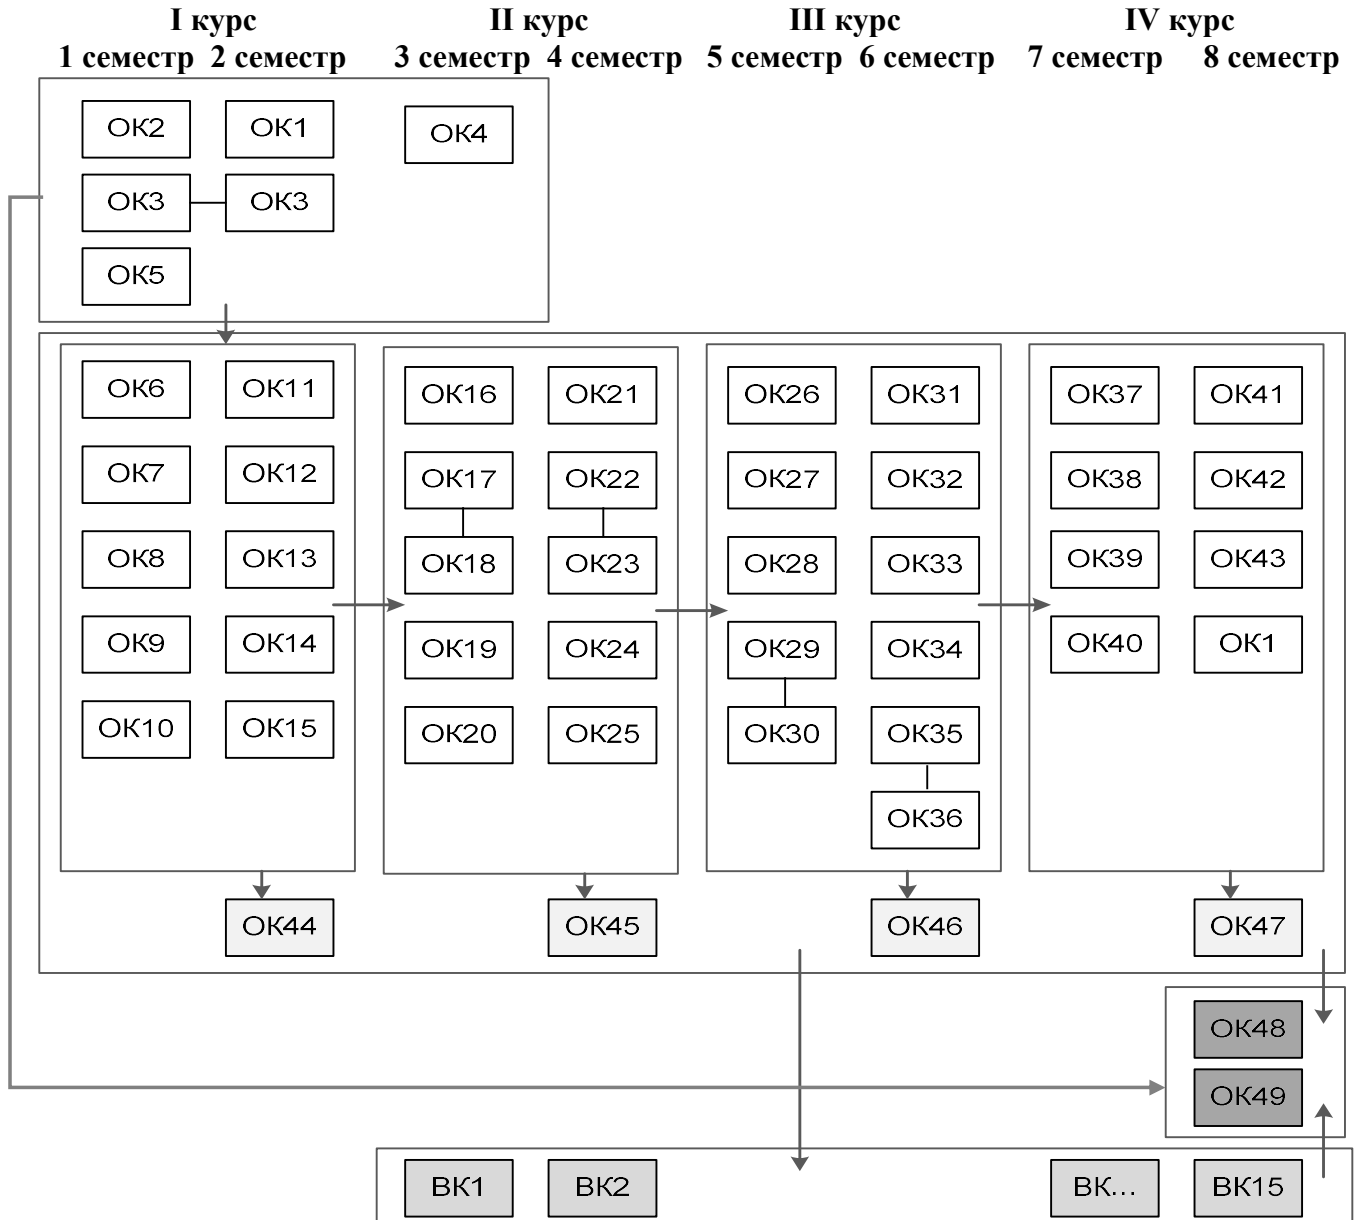 I курс II курс III курс IV курс
1 семестр 2 семестр 3 семестр 4 семестр 5 семестр 6 семестр 7 семестр 8 семестр
ОК2 ОК1 ОК4
ОК3 ОК3
ОК5
ОК6 ОК11 ОК16 ОК21 ОК26 ОК31 ОК37 ОК41
ОК7 ОК12 ОК17 ОК22 ОК27 ОК32 ОК38 ОК42
ОК8 ОК13 ОК18 ОК23 ОК28 ОК33 ОК39 ОК43
ОК9 ОК14 ОК19 ОК24 ОК29 ОК34 ОК40 ОК1
ОК10 ОК15 ОК20 ОК25 ОК30 ОК35
ОК36
ОК44 ОК45 ОК46 ОК47
ОК48
ОК49
ВК1 ВК2 ВК... ВК15